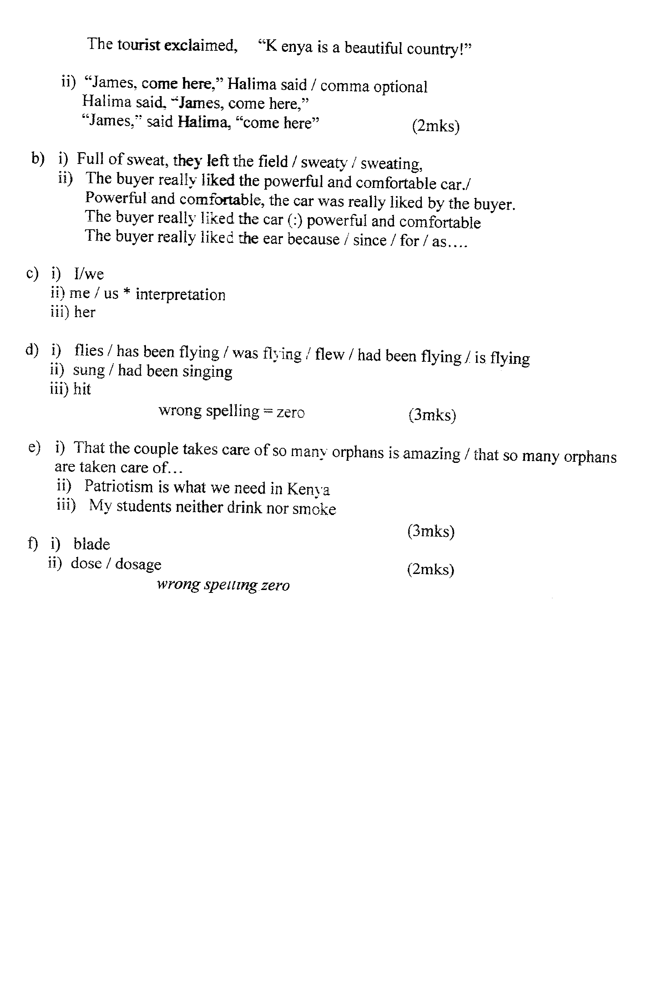 The tourist exclaimed, “K enya is a beautiful country!”
ii) “James, come here,” Halima said / comma optional
Halima said, “James, come here,”
“James,” said Halima, “come here” (2mks)
b) i) Full of sweat, they left the field / sweaty / sweating,
ii) The buyer really liked the powerful and comfortable car./
Powerful and comfortable, the car was really liked by the buyer.
The buyer really liked the car (:) powerful and comfortable
The buyer really liked the ear because / since / for / as....
c) i) I/we
ii) me / us * interpretation
iii) her
d) i) flies / has been flying / was flying / flew / had been flying / is flying
ii) sung / had been singing
iii) hit
wrong spelling = zero (3mks)
e) i) That the couple takes care of so many orphans is amazing / that so many orphans
are taken care of...
ii) Patriotism is what we need in Kenya
iii) My students neither drink nor smoke
(3mks)
f) i) blade
ii) dose / dosage (2mks)
wrong spelling zero